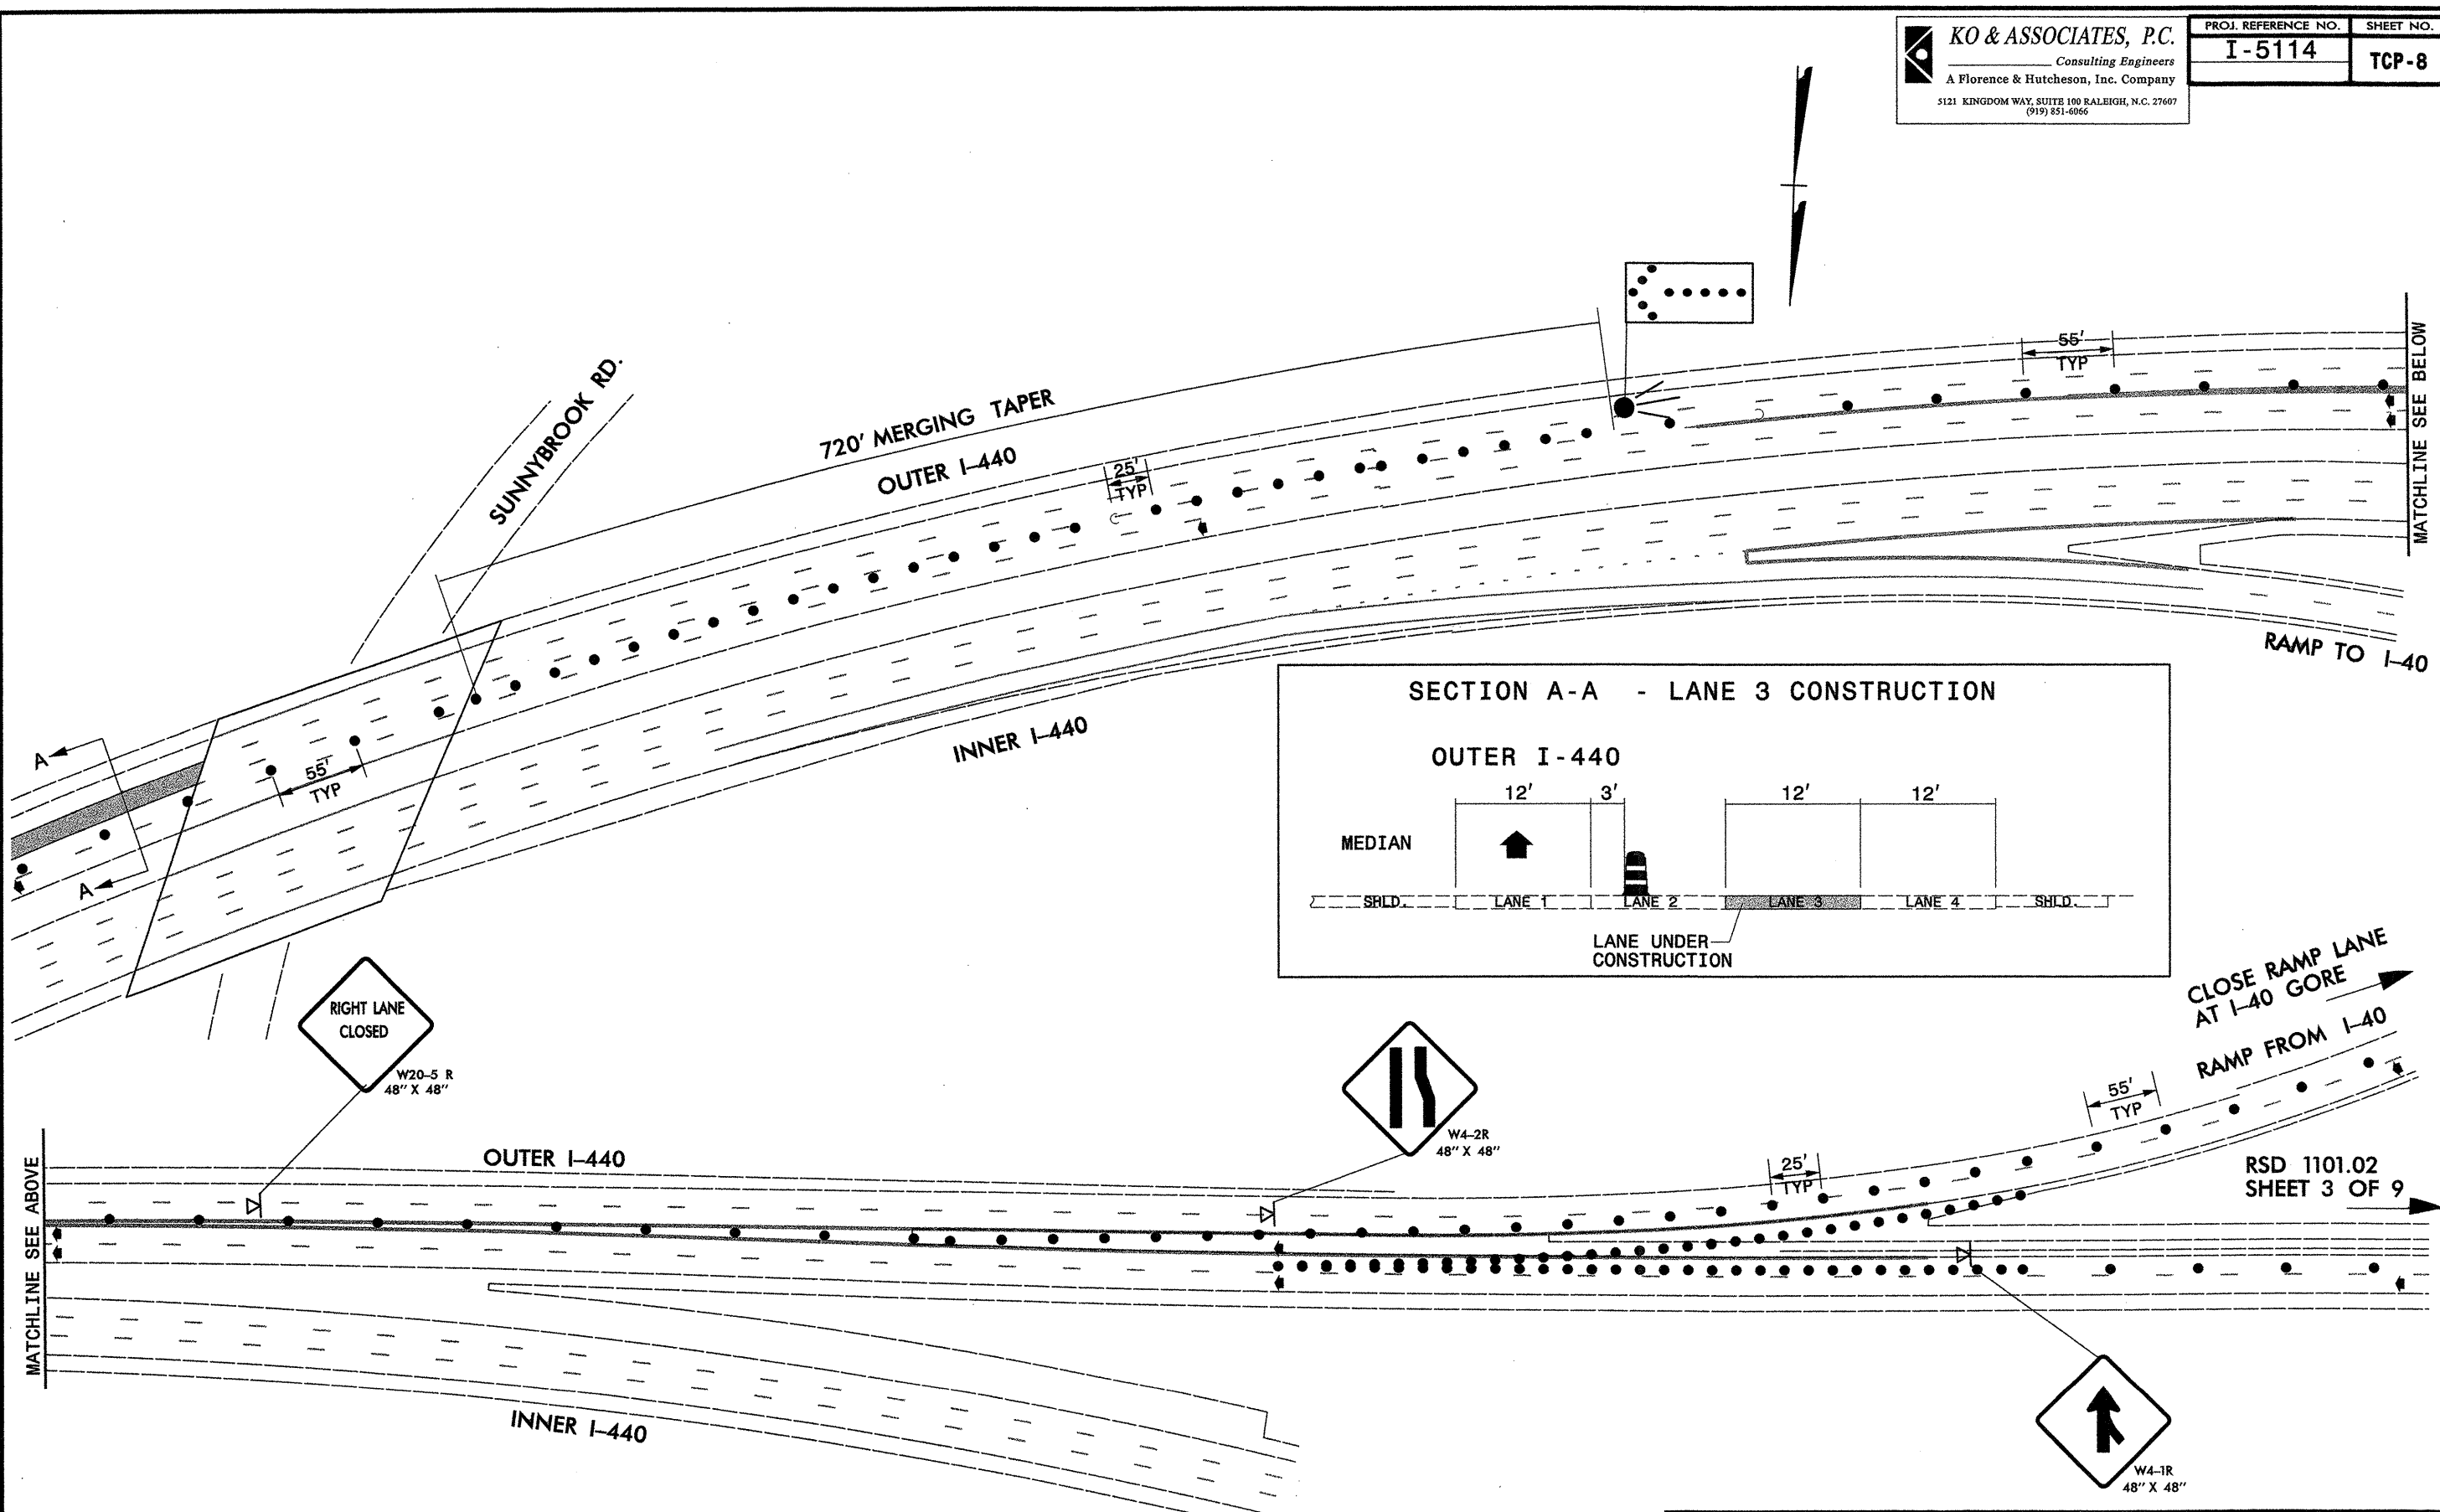 KO & ASSOCIATES, P.C.
Consulting Engineers
A Florence & Hutcheson, Inc. Company
5121 KINGDOM WAY, SUITE 100 RALEIGH, N.C. 27607
(919) 851-6066
PROJ. REFERENCE NO.
SHEET NO.
I-5114
TCP-8
SUNNYBROOK RD.
720' MERGING TAPER
OUTER I-440
25'
TYP
55'
TYP
MATCHLINE SEE BELOW
RAMP TO I-40
INNER I-440
A
A
55'
TYP
SECTION A-A - LANE 3 CONSTRUCTION
OUTER I-440
12'
3'
12'
12'
MEDIAN
SHLD.
LANE 1
LANE 2
LANE 3
LANE 4
SHLD.
LANE UNDER
CONSTRUCTION
RIGHT LANE
CLOSED
W20-5 R
48" X 48"
W4-2R
48" X 48"
CLOSE RAMP LANE
AT I-40 GORE
RAMP FROM I-40
55'
TYP
25'
TYP
RSD 1101.02
SHEET 3 OF 9
MATCHLINE SEE ABOVE
OUTER I-440
INNER I-440
W4-1R
48" X 48"